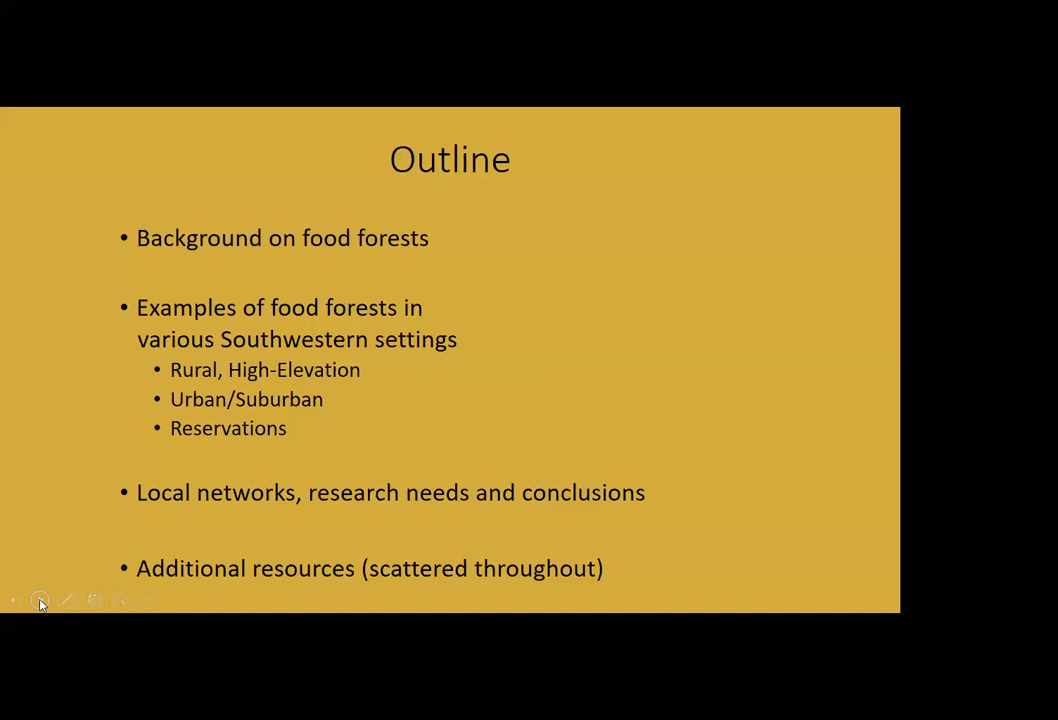 Outline
• Background on food forests
• Examples of food forests in
various Southwestern settings
• Rural, High-Elevation
• Urban/Suburban
• Reservations
• Local networks, research needs and conclusions
• Additional resources (scattered throughout)